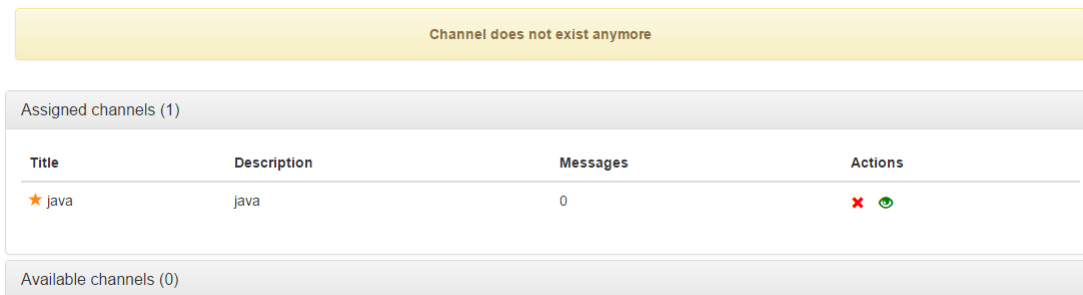 Channel does not exist anymore
Assigned channels (1)
Title Description Messages Actions
java java 0
Available channels (0)